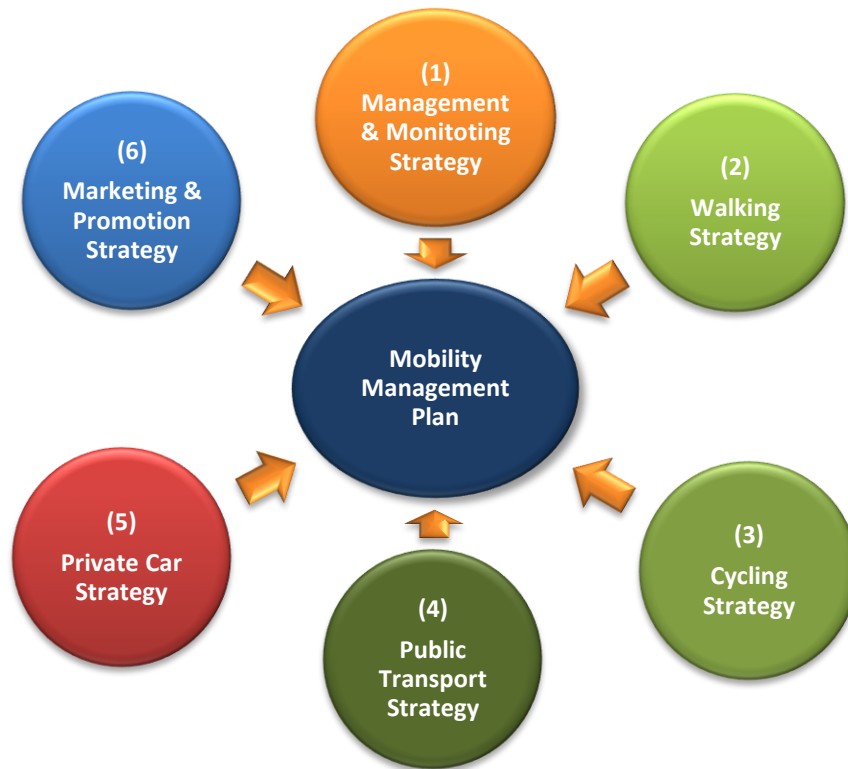 (1)
Management
& Monitoting
Strategy
(2)
Walking
Strategy
(3)
Cycling
Strategy
(4)
Public
Transport
Strategy
(5)
Private Car
Strategy
(6)
Marketing &
Promotion
Strategy
Mobility
Management
Plan